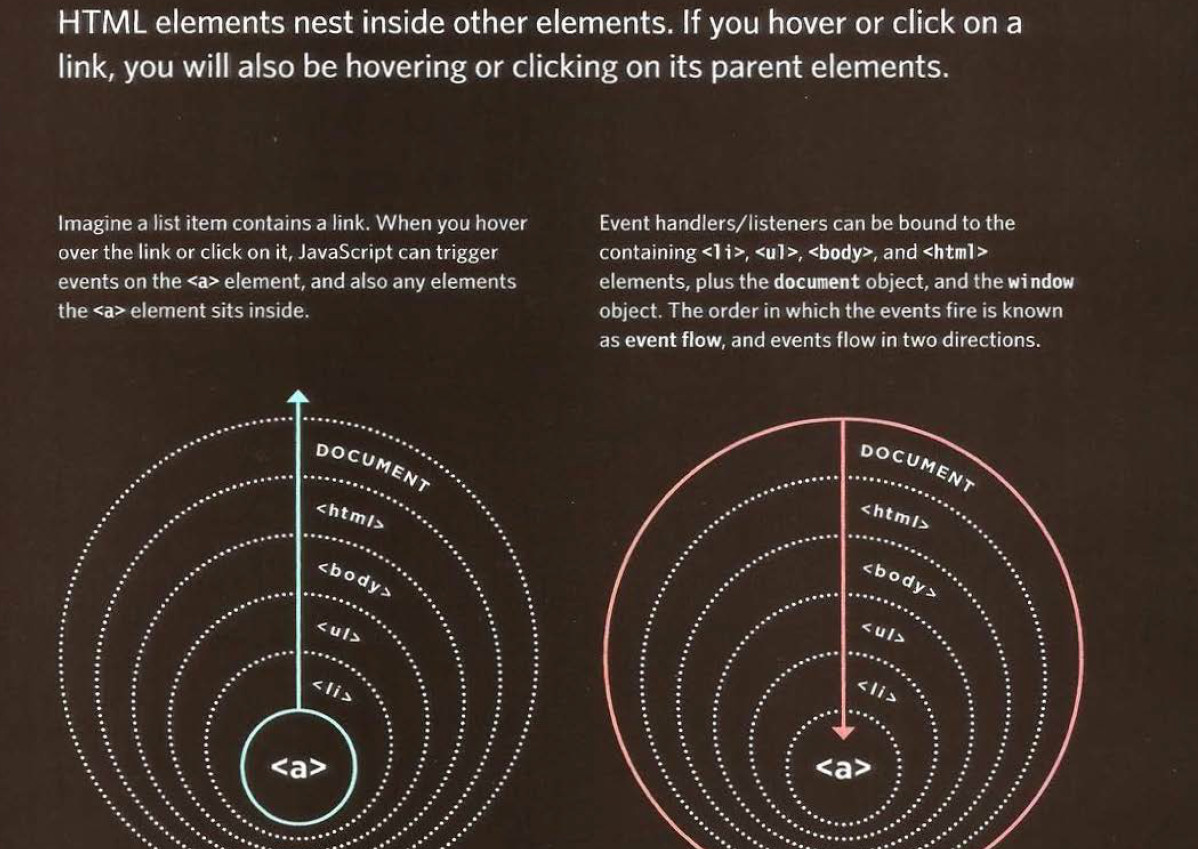 HTML elements nest inside other elements. If you hover or click on a
link, you will also be hovering or clicking on its parent elements.
Imagine a list item contains a link. When you hover
over the link or click on it, JavaScript can trigger
events on the <a> element, and also any elements
the <a> element sits inside.
Event handlers/listeners can be bound to the
containing <li>, <ul>, <body>, and <html>
elements, plus the document object, and the window
object. The order in which the events fire is known
as event flow, and events flow in two directions.
DOCUMENT
<html>
<body>
<ul>
<li>
<a>
DOCUMENT
<html>
<body>
<ul>
<li>
<a>